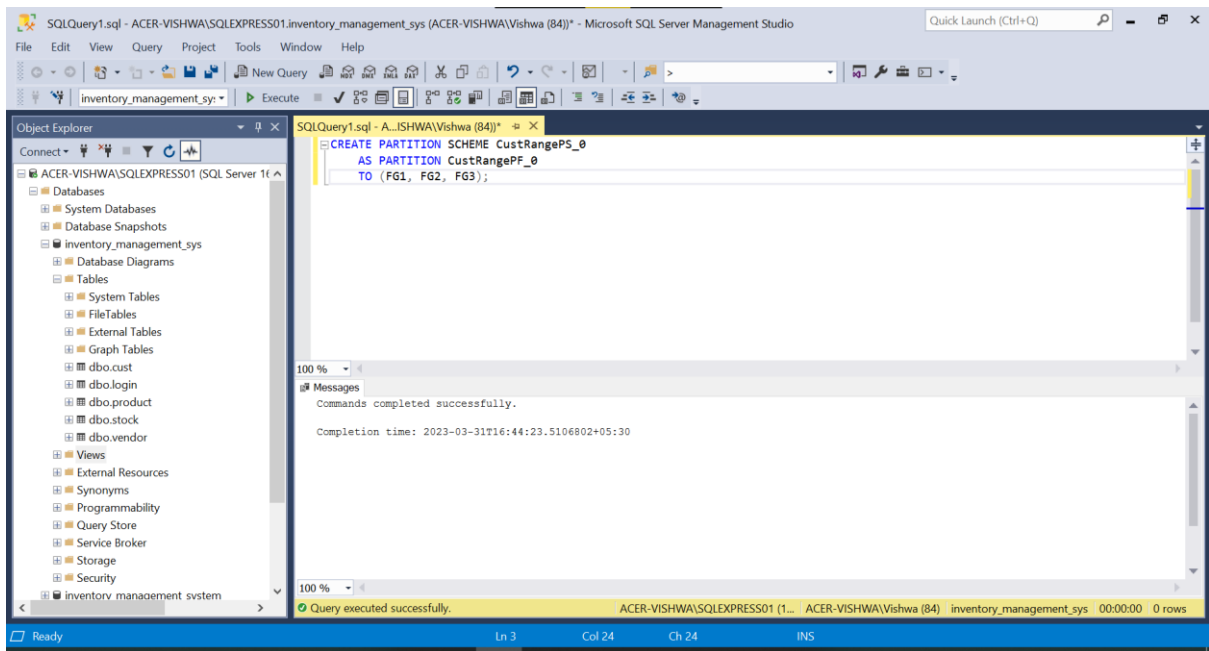 SQLQuery1.sql - ACER-VISHWA\SQLEXPRESS01.inventory_management_sys (ACER-VISHWA\Vishwa (84))* - Microsoft SQL Server Management Studio
Quick Launch (Ctrl+Q)
File Edit View Query Project Tools Window Help
New Query
inventory_management_sy:
Execute
Object Explorer
SQLQuery1.sql - A...ISHWA\Vishwa (84))*
Connect
ACER-VISHWA\SQLEXPRESS01 (SQL Server 16
Databases
System Databases
Database Snapshots
inventory_management_sys
Database Diagrams
Tables
System Tables
FileTables
External Tables
Graph Tables
dbo.cust
dbo.login
dbo.product
dbo.stock
dbo.vendor
Views
External Resources
Synonyms
Programmability
Query Store
Service Broker
Storage
Security
inventory_management_system
CREATE PARTITION SCHEME CustRangePS_0
AS PARTITION CustRangePF_0
TO (FG1, FG2, FG3);
100 %
Messages
Commands completed successfully.
Completion time: 2023-03-31T16:44:23.5106802+05:30
100 %
Query executed successfully.
ACER-VISHWA\SQLEXPRESS01 (1... ACER-VISHWA\Vishwa (84) inventory_management_sys 00:00:00 0 rows
Ready
Ln 3 Col 24 Ch 24 INS